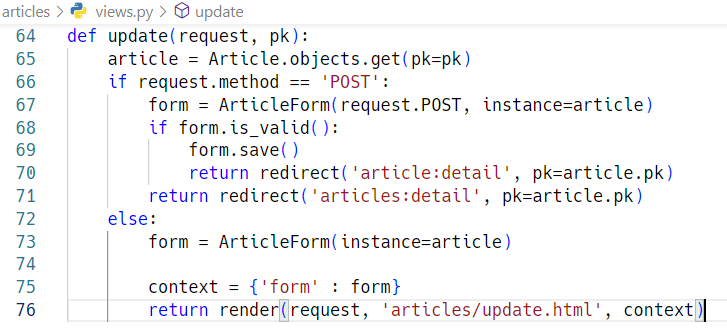 articles > views.py > update
64 def update(request, pk):
65     article = Article.objects.get(pk=pk)
66     if request.method == 'POST':
67         form = ArticleForm(request.POST, instance=article)
68         if form.is_valid():
69             form.save()
70             return redirect('article:detail', pk=article.pk)
71         return redirect('articles:detail', pk=article.pk)
72     else:
73         form = ArticleForm(instance=article)
74
75         context = {'form' : form}
76         return render(request, 'articles/update.html', context)